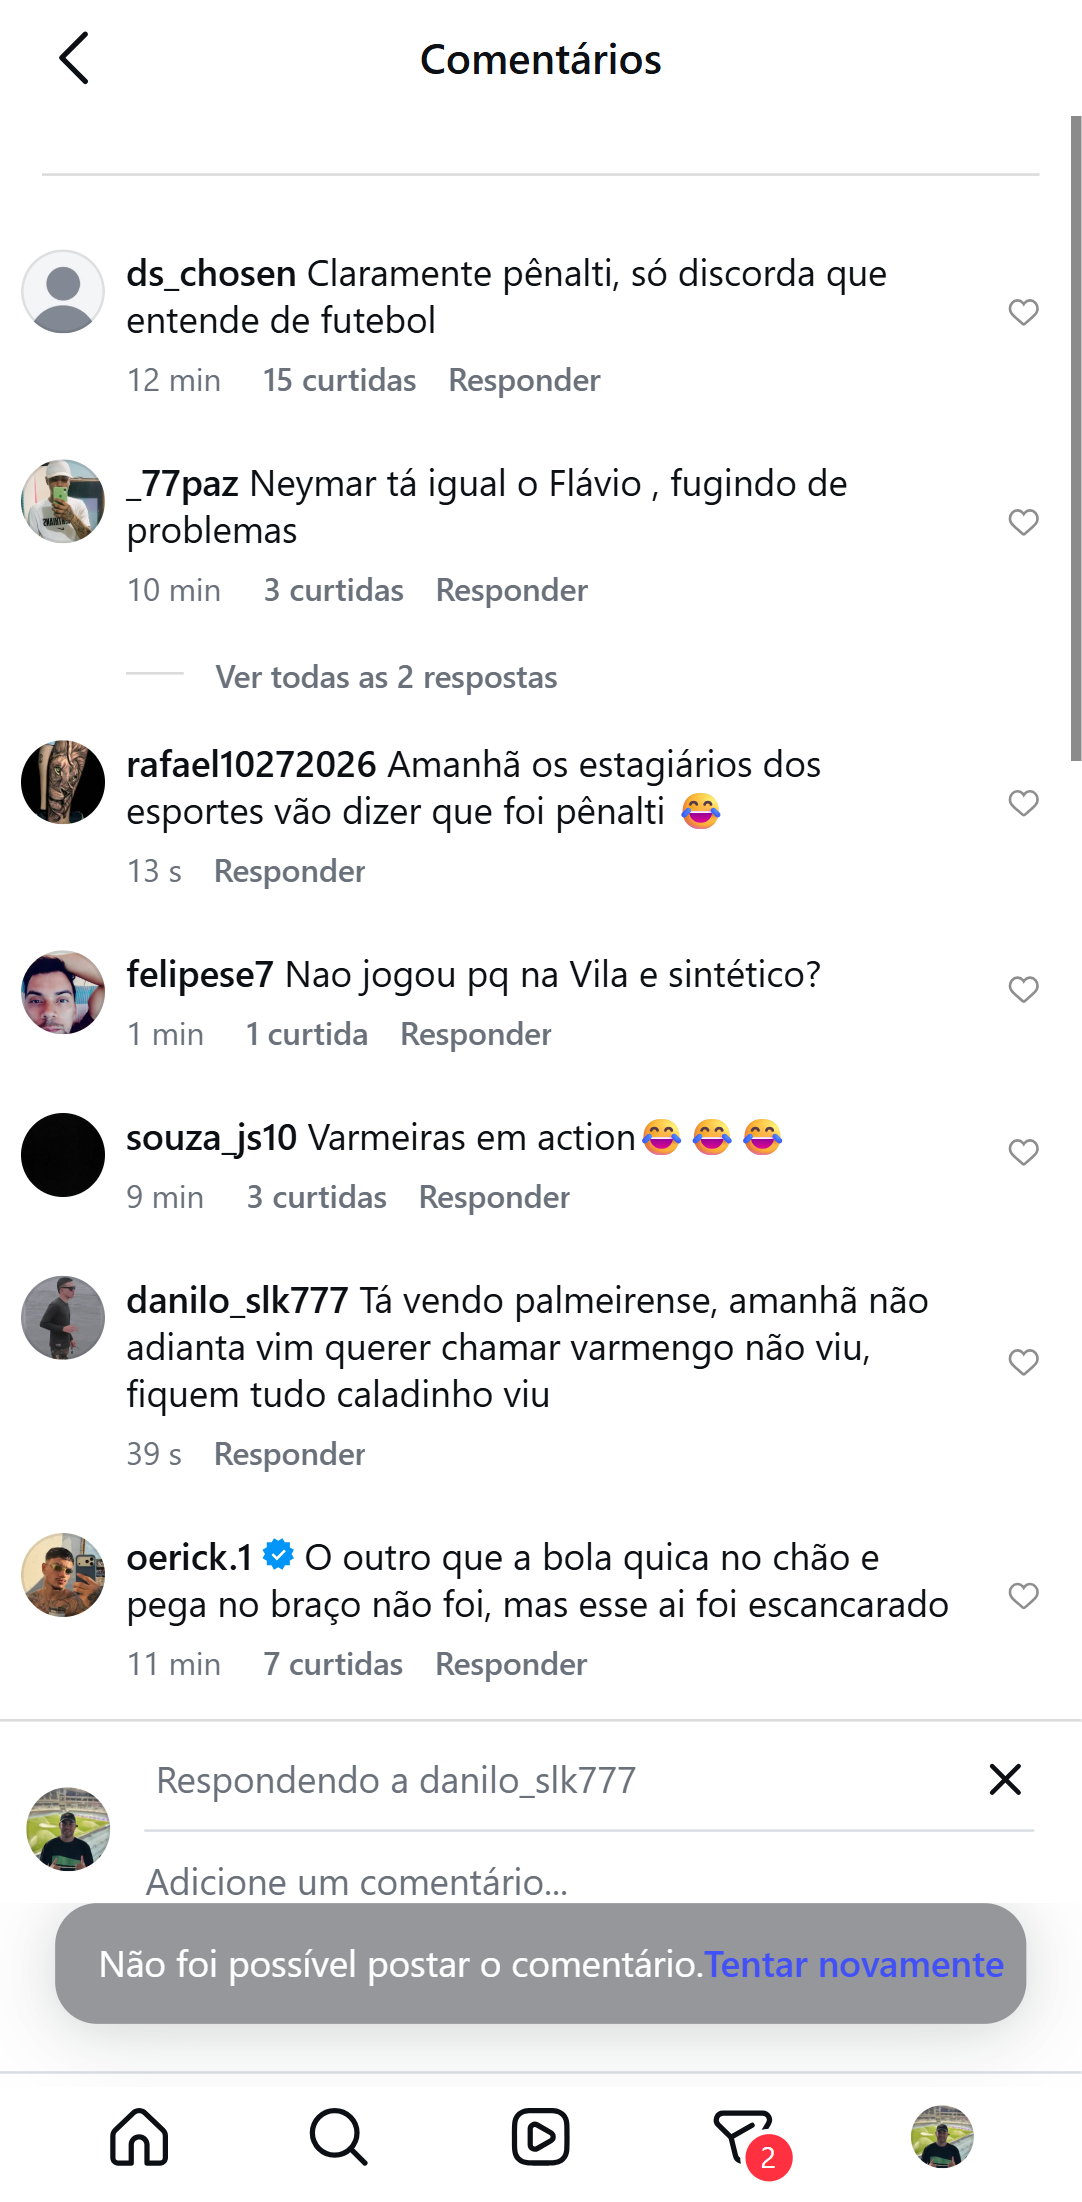 Comentários
ds_chosen Claramente pênalti, só discorda que
entende de futebol
12 min 15 curtidas Responder
_77paz Neymar tá igual o Flávio , fugindo de
problemas
10 min 3 curtidas Responder
Ver todas as 2 respostas
rafael10272026 Amanhã os estagiários dos
esportes vão dizer que foi pênalti 😂
13 s Responder
felipese7 Nao jogou pq na Vila e sintético?
1 min 1 curtida Responder
souza_js10 Varmeiras em action😂😂😂
9 min 3 curtidas Responder
danilo_slk777 Tá vendo palmeirense, amanhã não
adianta vim querer chamar varmengo não viu,
fiquem tudo caladinho viu
39 s Responder
oerick.1 O outro que a bola quica no chão e
pega no braço não foi, mas esse ai foi escancarado
11 min 7 curtidas Responder
Respondendo a danilo_slk777
Adicione um comentário...
Não foi possível postar o comentário.Tentar novamente
2